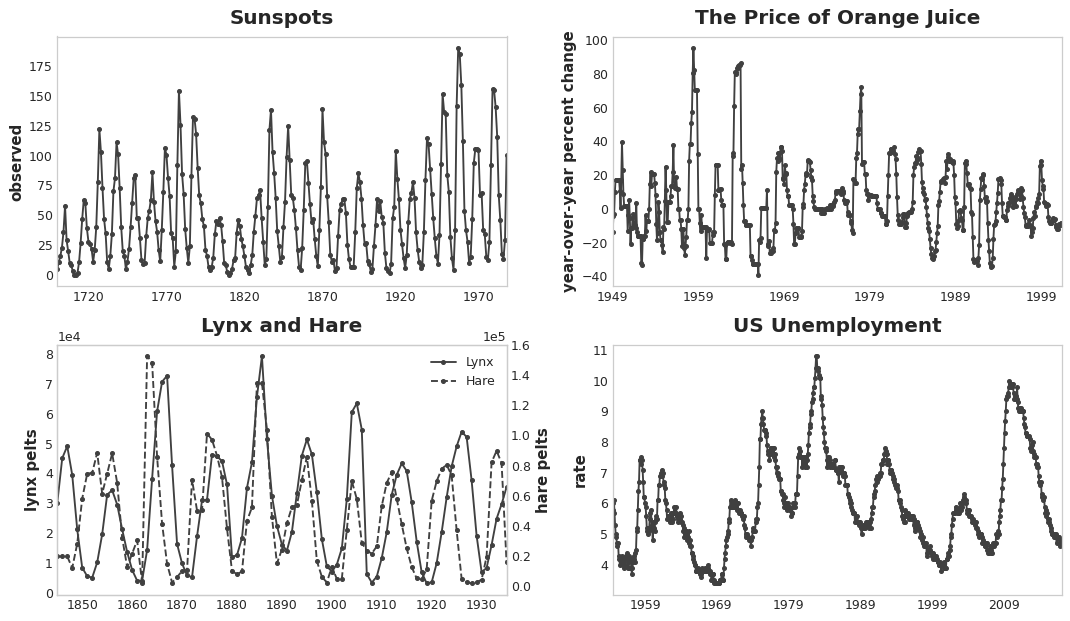 Sunspots
observed
175
150
125
100
75
50
25
0
1720 1770 1820 1870 1920 1970
The Price of Orange Juice
year-over-year percent change
100
80
60
40
20
0
−20
−40
1949 1959 1969 1979 1989 1999
Lynx and Hare
1e4
1e5
lynx pelts
8
7
6
5
4
3
2
1
0
1850 1860 1870 1880 1890 1900 1910 1920 1930
Lynx
Hare
1.6
1.4
1.2
1.0
0.8
0.6
0.4
0.2
0.0
hare pelts
US Unemployment
rate
11
10
9
8
7
6
5
4
1959 1969 1979 1989 1999 2009